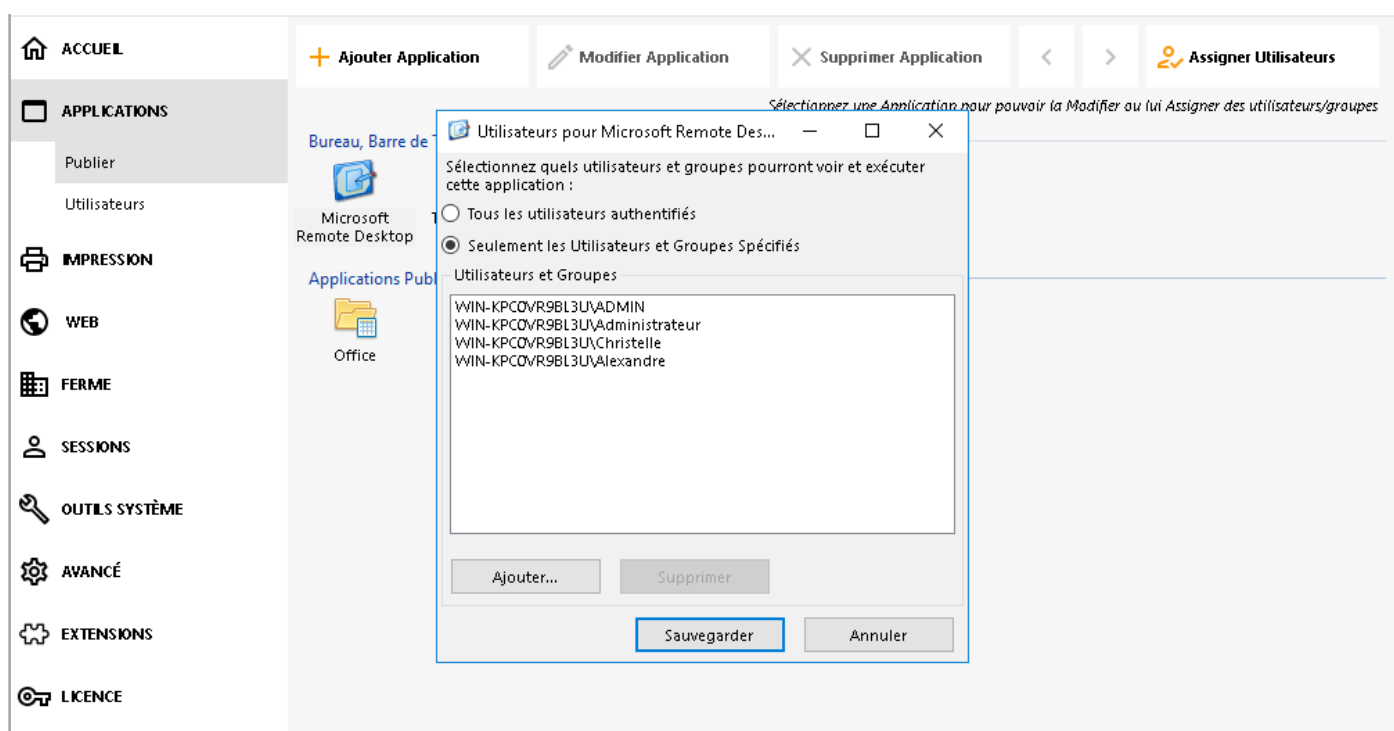 ACCUEIL
Ajouter Application
Modifier Application
Supprimer Application
<
>
Assigner Utilisateurs
APPLICATIONS
Sélectionnez une Application pour pouvoir la Modifier ou lui Assigner des utilisateurs/groupes
Publier
Utilisateurs
IMPRESSION
WEB
FERME
SESSIONS
OUTILS SYSTÈME
AVANCÉ
EXTENSIONS
LICENCE
Bureau, Barre de
Microsoft
Remote Desktop
Applications Publ
Office
Utilisateurs pour Microsoft Remote Des...
Sélectionnez quels utilisateurs et groupes pourront voir et exécuter
cette application :
Tous les utilisateurs authentifiés
Seulement les Utilisateurs et Groupes Spécifiés
Utilisateurs et Groupes
WIN-KPC0VR9BL3U\ADMIN
WIN-KPC0VR9BL3U\Administrateur
WIN-KPC0VR9BL3U\Christelle
WIN-KPC0VR9BL3U\Alexandre
Ajouter...
Supprimer
Sauvegarder
Annuler